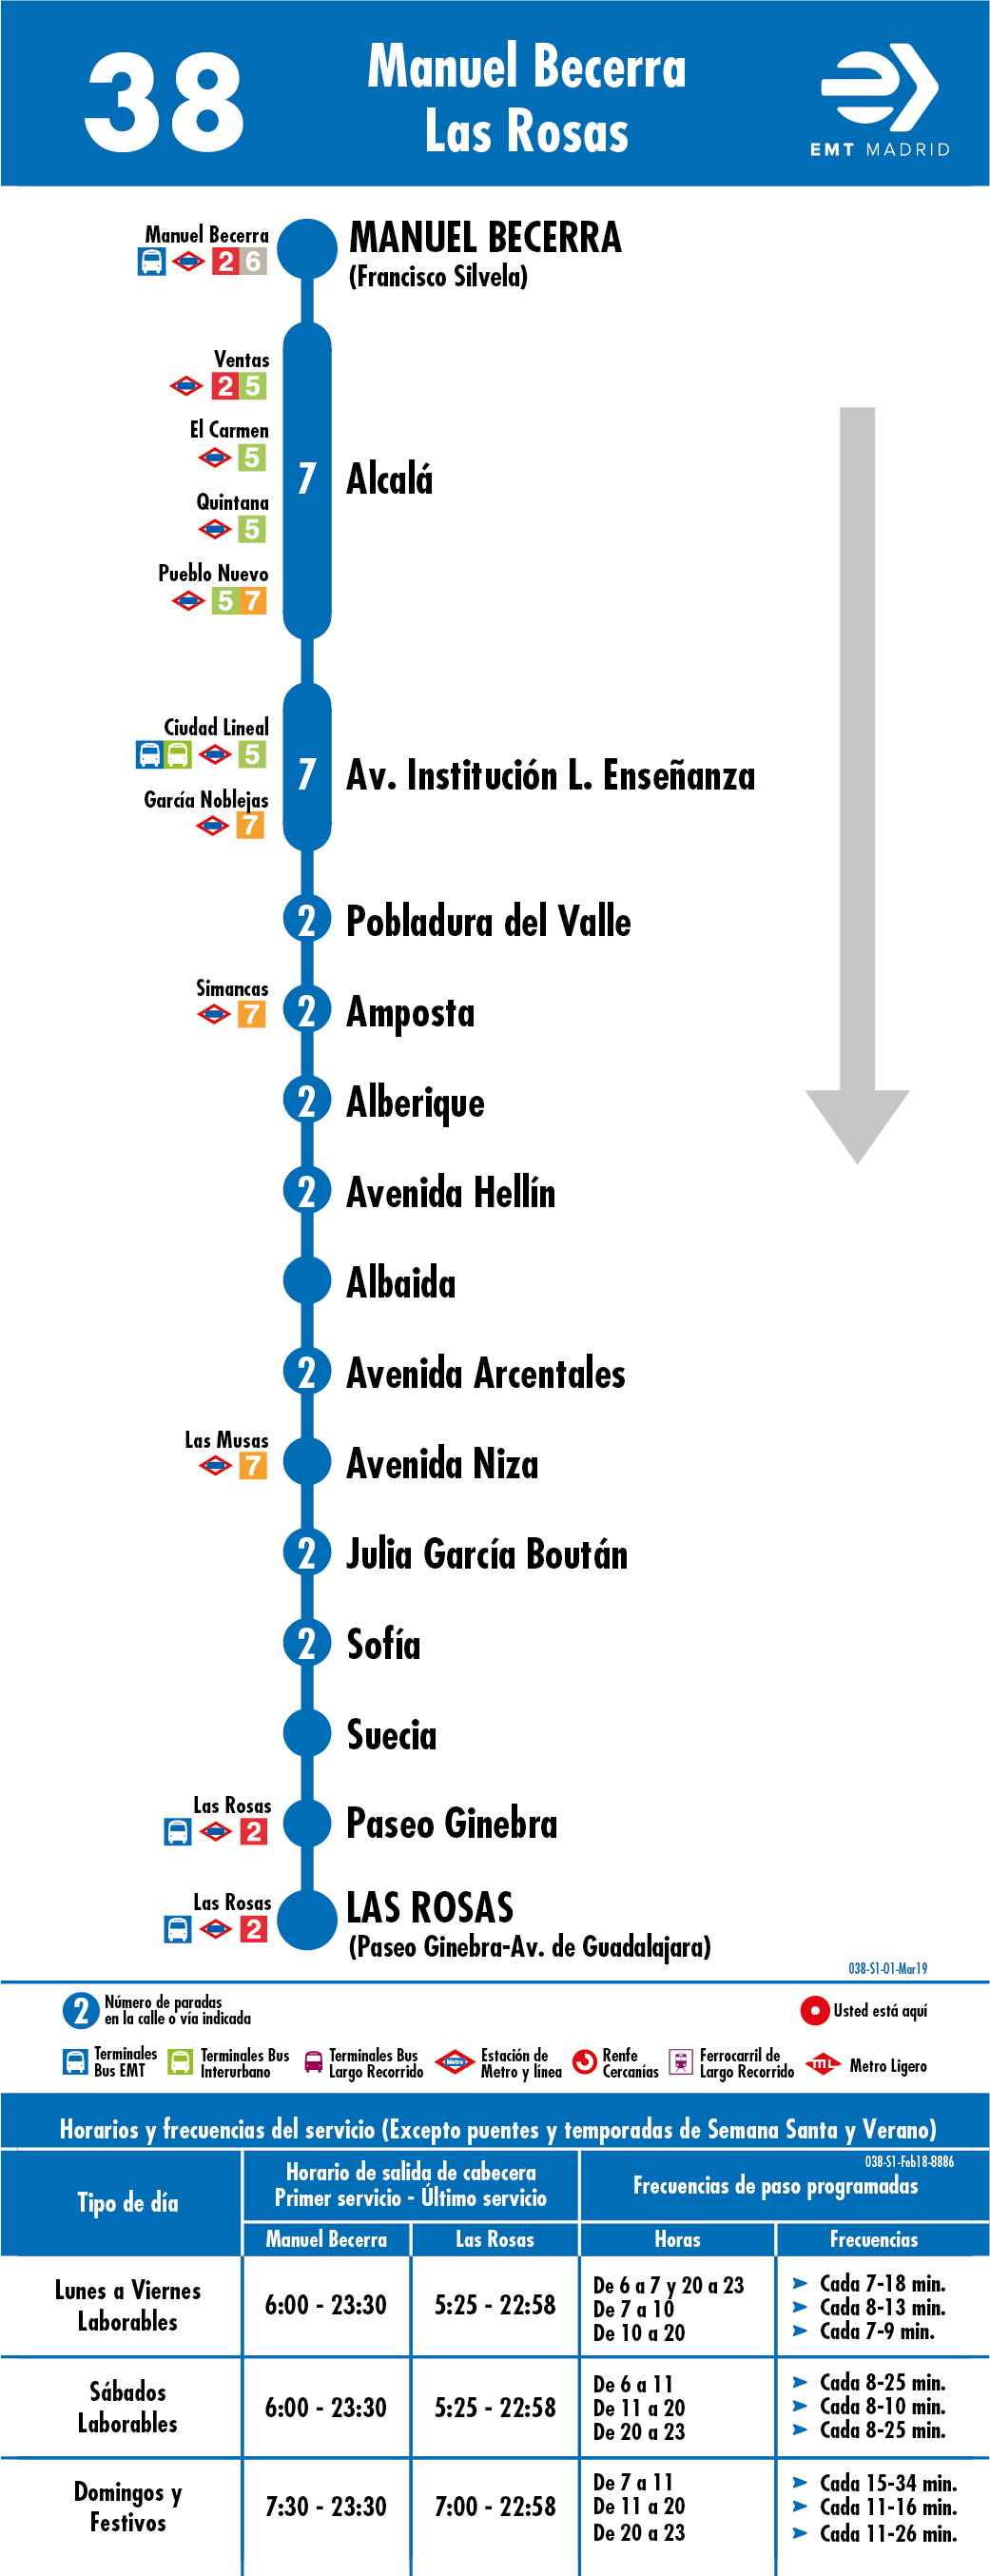 38
Manuel Becerra
Las Rosas
EMT MADRID
Manuel Becerra
2 6
MANUEL BECERRA
(Francisco Silvela)
Ventas
2 5
El Carmen
5
Quintana
5
Pueblo Nuevo
5 7
7
Alcalá
Ciudad Lineal
5
García Noblejas
7
7
Av. Institución L. Enseñanza
2
Pobladura del Valle
Simancas
7
2
Amposta
2
Alberique
2
Avenida Hellín
Albaida
2
Avenida Arcentales
Las Musas
7
Avenida Niza
2
Julia García Boután
2
Sofía
Suecia
Las Rosas
2
Paseo Ginebra
Las Rosas
2
LAS ROSAS
(Paseo Ginebra-Av. de Guadalajara)
038-S1-01-Mar19
2
Número de paradas
en la calle o vía indicada
Usted está aquí
Terminales
Bus EMT
Terminales Bus
Interurbano
Terminales Bus
Largo Recorrido
Metro
Estación de
Metro y línea
Renfe
Cercanías
Ferrocarril de
Largo Recorrido
ML
Metro Ligero
Horarios y frecuencias del servicio (Excepto puentes y temporadas de Semana Santa y Verano)
038-S1-Feb18-8886
Tipo de día
Horario de salida de cabecera
Primer servicio - Último servicio
Frecuencias de paso programadas
Manuel Becerra
Las Rosas
Horas
Frecuencias
Lunes a Viernes
Laborables
6:00 - 23:30
5:25 - 22:58
De 6 a 7 y 20 a 23
De 7 a 10
De 10 a 20
Cada 7-18 min.
Cada 8-13 min.
Cada 7-9 min.
Sábados
Laborables
6:00 - 23:30
5:25 - 22:58
De 6 a 11
De 11 a 20
De 20 a 23
Cada 8-25 min.
Cada 8-10 min.
Cada 8-25 min.
Domingos y
Festivos
7:30 - 23:30
7:00 - 22:58
De 7 a 11
De 11 a 20
De 20 a 23
Cada 15-34 min.
Cada 11-16 min.
Cada 11-26 min.